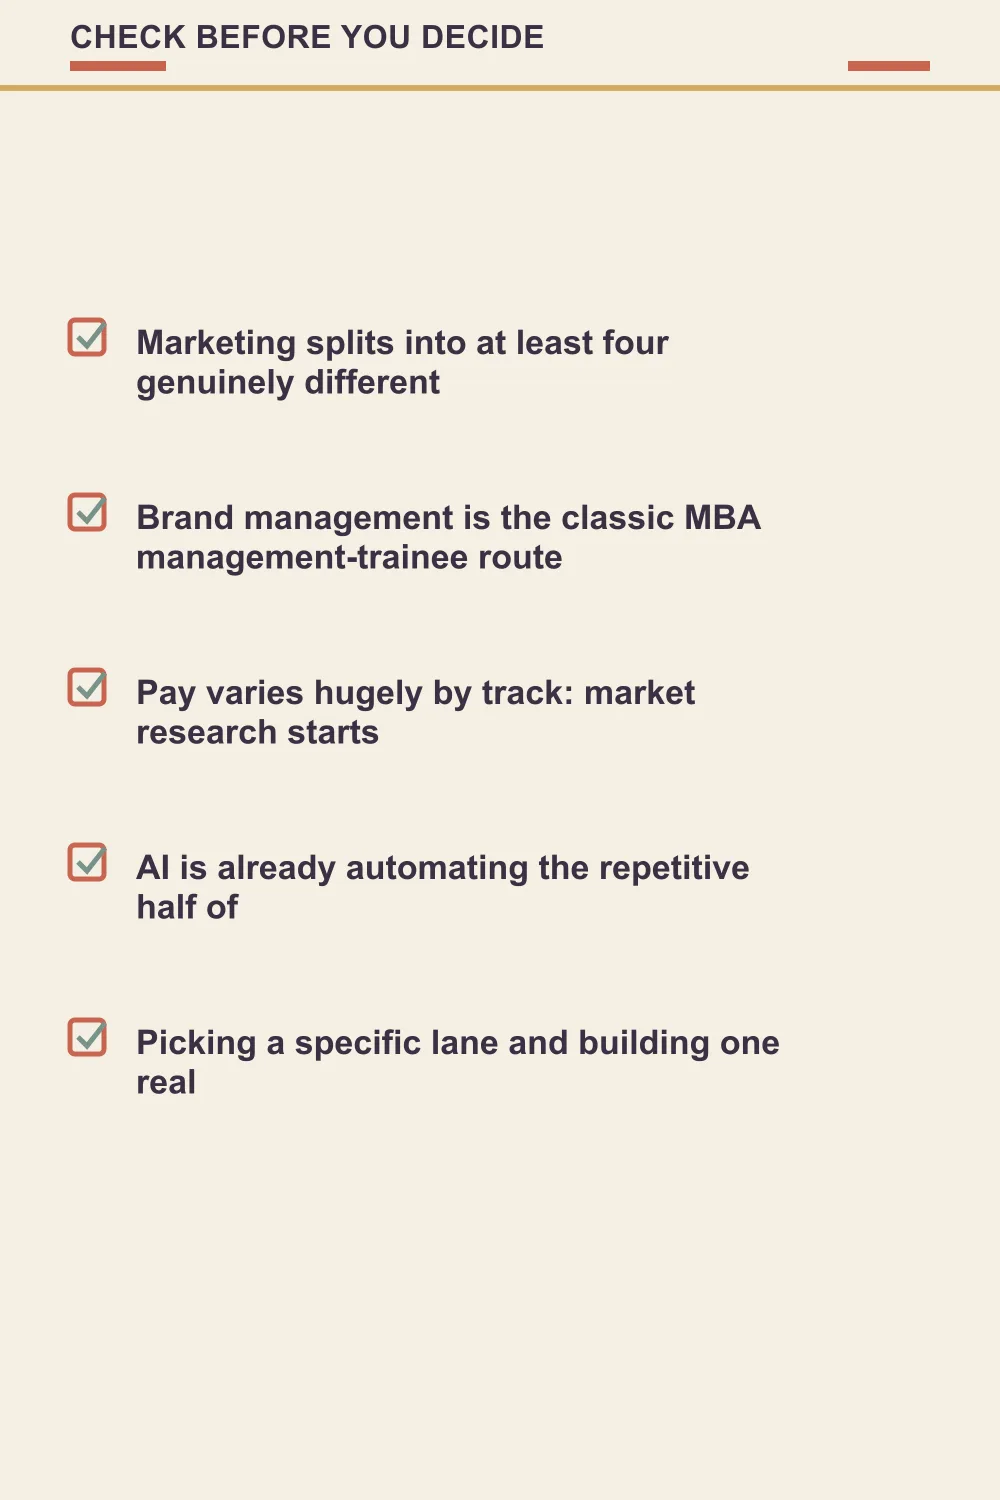 CHECK BEFORE YOU DECIDE
Marketing splits into at least four
genuinely different
Brand management is the classic MBA
management-trainee route
Pay varies hugely by track: market
research starts
AI is already automating the repetitive
half of
Picking a specific lane and building one
real